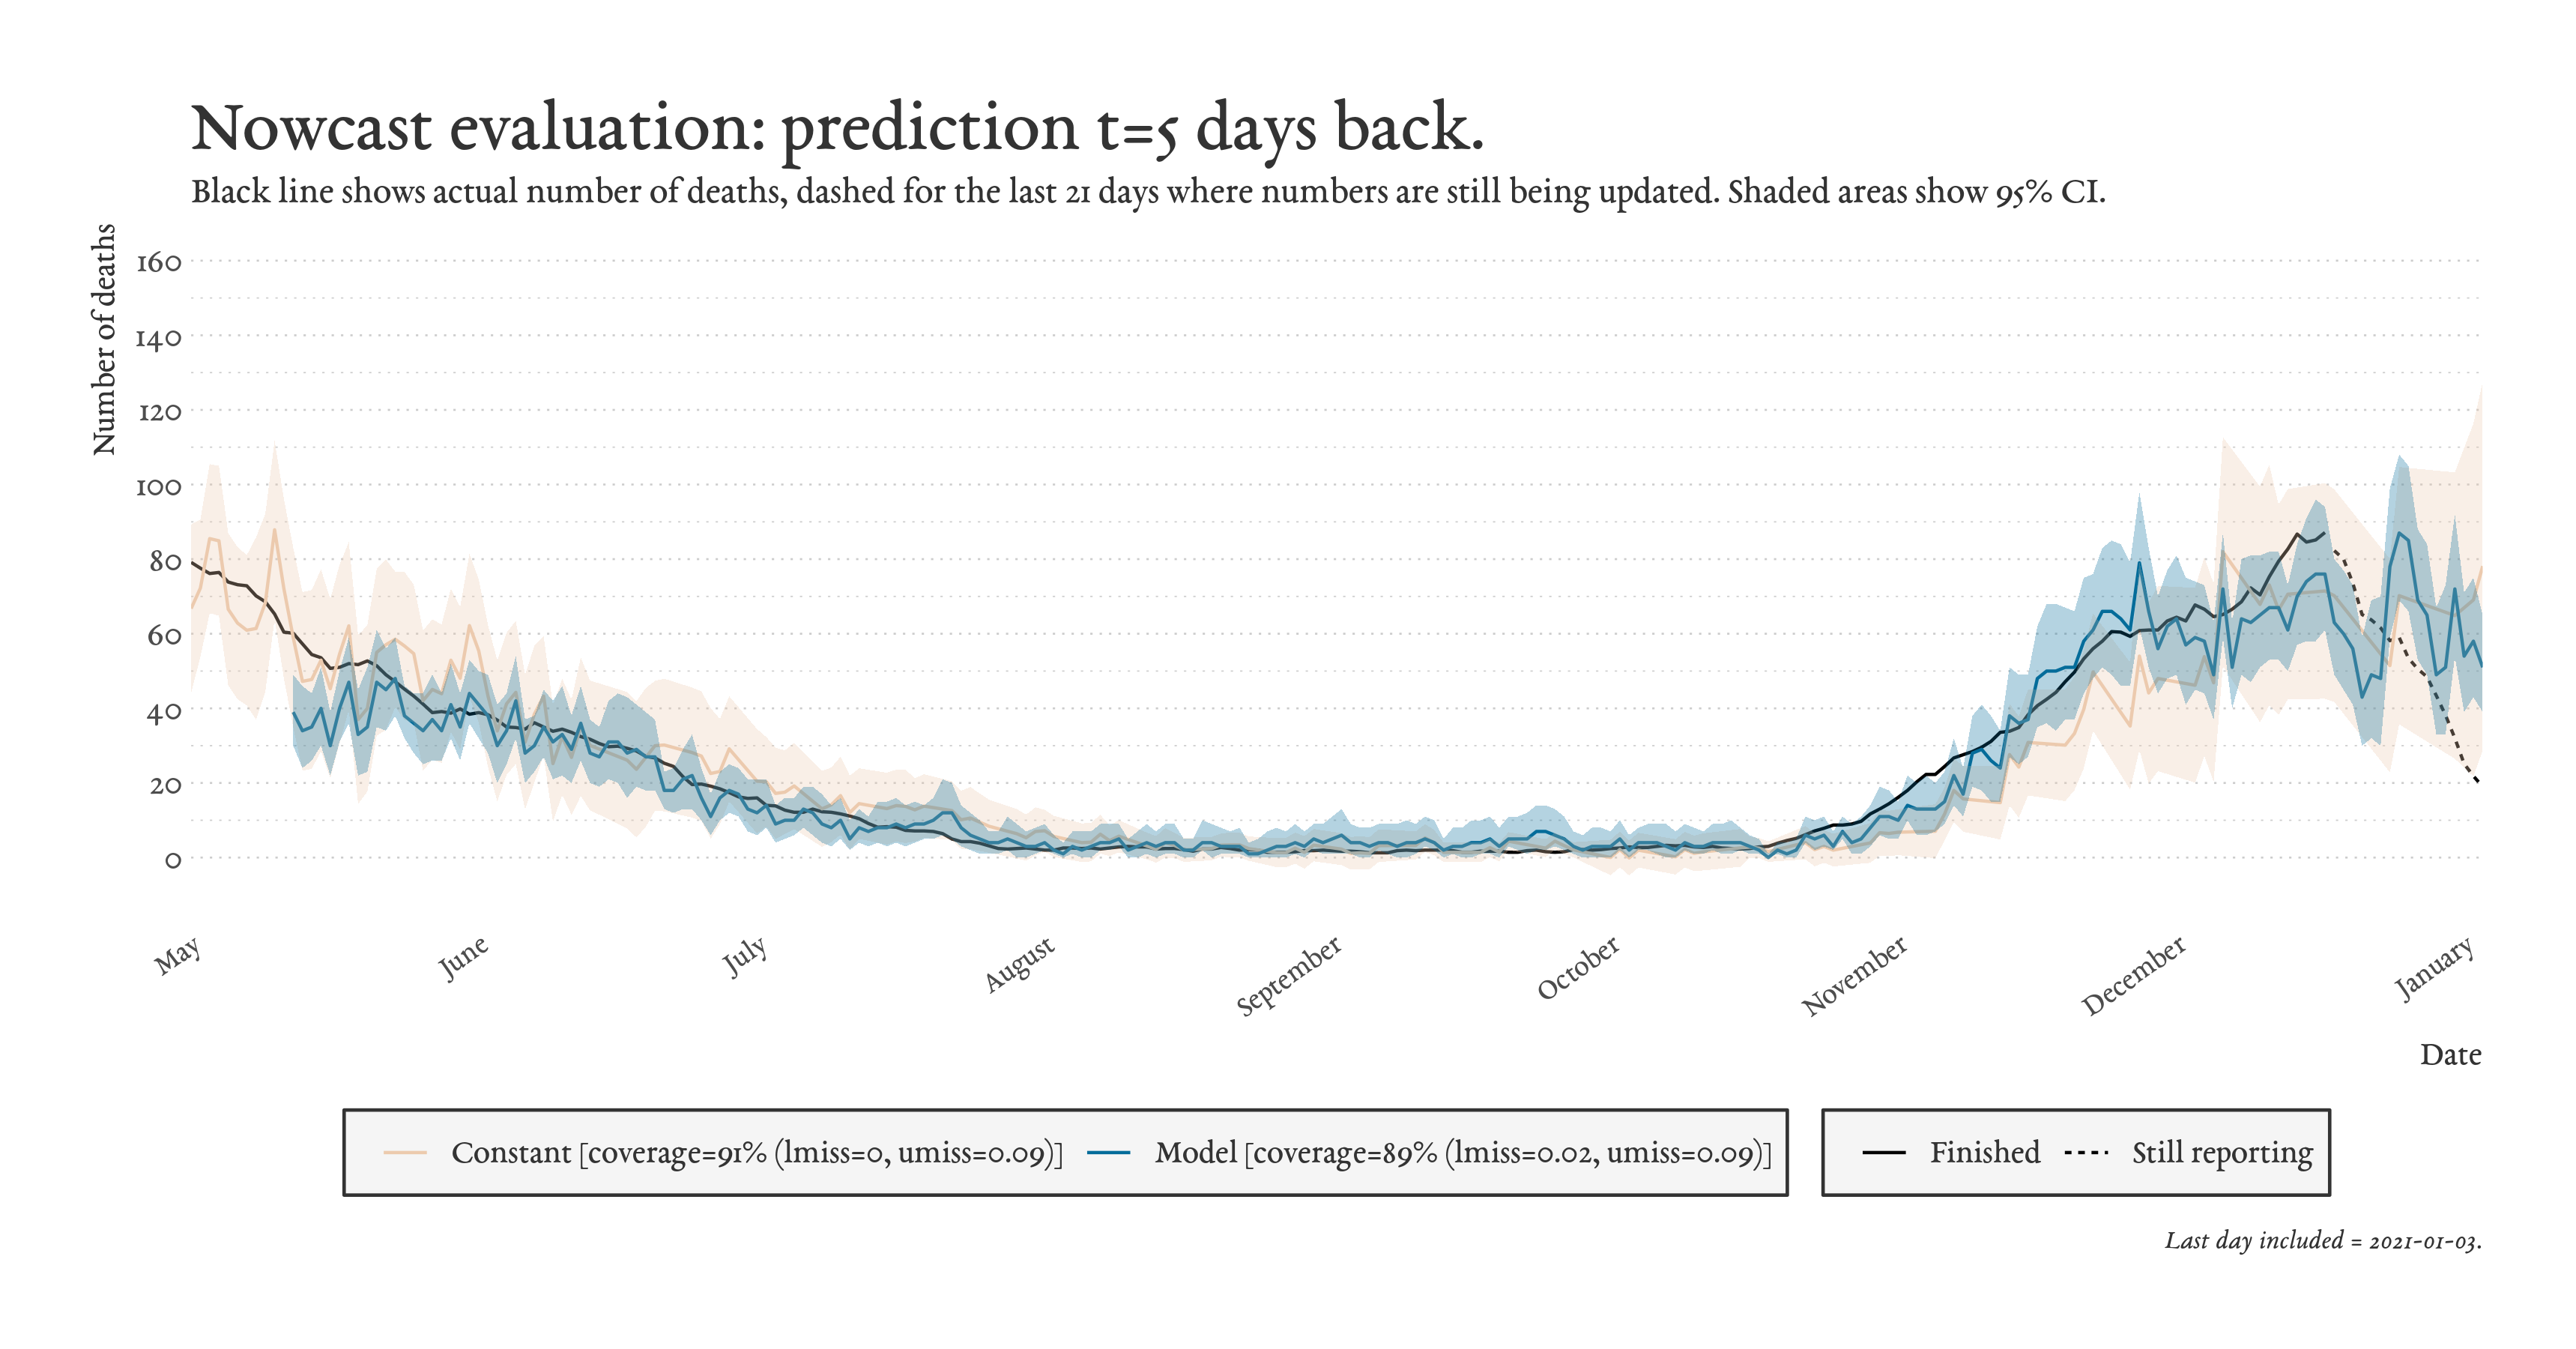 Nowcast evaluation: prediction t=5 days back.
Black line shows actual number of deaths, dashed for the last 21 days where numbers are still being updated. Shaded areas show 95% CI.
Number of deaths
160
140
120
100
80
60
40
20
0
May
June
July
August
September
October
November
December
January
Date
Constant [coverage=91% (lmiss=0, umiss=0.09)]
Model [coverage=89% (lmiss=0.02, umiss=0.09)]
Finished
Still reporting
Last day included = 2021-01-03.